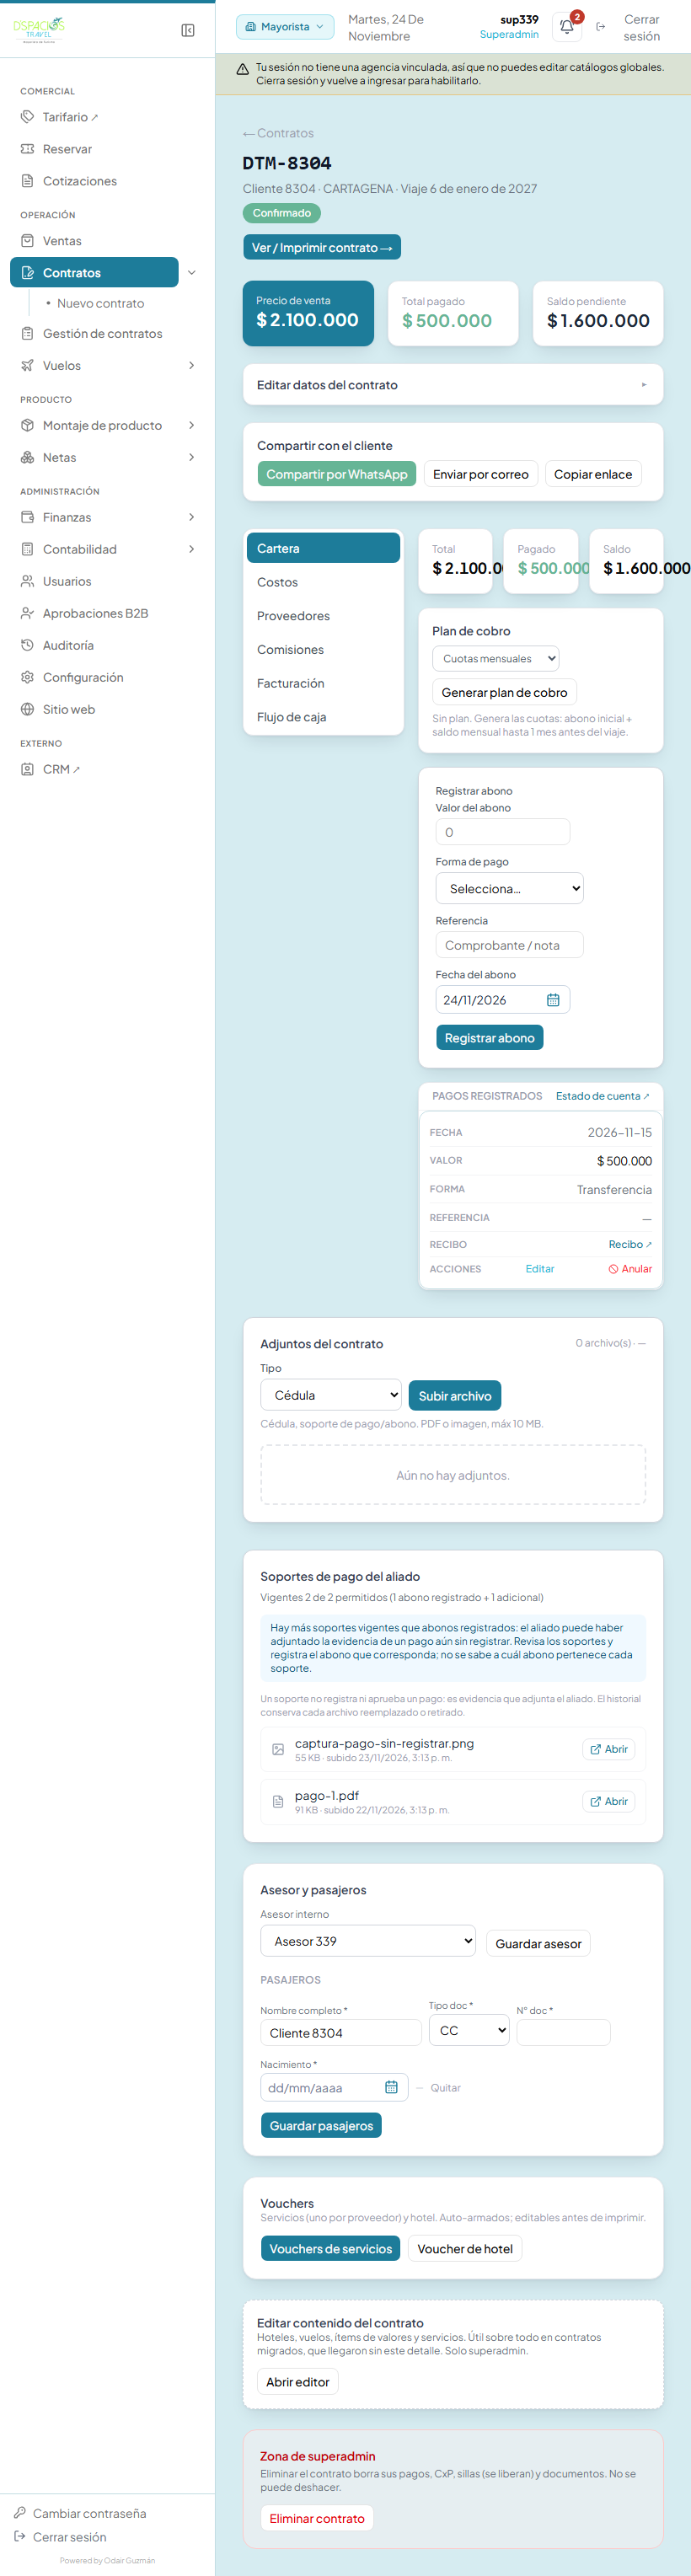 D'SPACIOS
TRAVEL
COMERCIAL
Tarifario ↗
Reservar
Cotizaciones
OPERACIÓN
Ventas
Contratos
• Nuevo contrato
Gestión de contratos
Vuelos
PRODUCTO
Montaje de producto
Netas
ADMINISTRACIÓN
Finanzas
Contabilidad
Usuarios
Aprobaciones B2B
Auditoría
Configuración
Sitio web
EXTERNO
CRM ↗
Cambiar contraseña
Cerrar sesión
Powered by Odair Guzmán
Mayorista
Martes, 24 De
Noviembre
sup339
Superadmin
2
Cerrar
sesión
Tu sesión no tiene una agencia vinculada, así que no puedes editar catálogos globales.
Cierra sesión y vuelve a ingresar para habilitarlo.
← Contratos
DTM-8304
Cliente 8304 · CARTAGENA · Viaje 6 de enero de 2027
Confirmado
Ver / Imprimir contrato →
Precio de venta
$ 2.100.000
Total pagado
$ 500.000
Saldo pendiente
$ 1.600.000
Editar datos del contrato
Compartir con el cliente
Compartir por WhatsApp
Enviar por correo
Copiar enlace
Cartera
Costos
Proveedores
Comisiones
Facturación
Flujo de caja
Total
$ 2.100.0
Pagado
$ 500.000
Saldo
$ 1.600.000
Plan de cobro
Cuotas mensuales
Generar plan de cobro
Sin plan. Genera las cuotas: abono inicial +
saldo mensual hasta 1 mes antes del viaje.
Registrar abono
Valor del abono
0
Forma de pago
Selecciona…
Referencia
Comprobante / nota
Fecha del abono
24/11/2026
Registrar abono
PAGOS REGISTRADOS
Estado de cuenta ↗
FECHA 2026-11-15
VALOR $ 500.000
FORMA Transferencia
REFERENCIA —
RECIBO Recibo ↗
ACCIONES Editar Anular
Adjuntos del contrato
0 archivo(s) · —
Tipo
Cédula
Subir archivo
Cédula, soporte de pago/abono. PDF o imagen, máx 10 MB.
Aún no hay adjuntos.
Soportes de pago del aliado
Vigentes 2 de 2 permitidos (1 abono registrado + 1 adicional)
Hay más soportes vigentes que abonos registrados: el aliado puede haber
adjuntado la evidencia de un pago aún sin registrar. Revisa los soportes y
registra el abono que corresponda; no se sabe a cuál abono pertenece cada
soporte.
Un soporte no registra ni aprueba un pago: es evidencia que adjunta el aliado. El historial
conserva cada archivo reemplazado o retirado.
captura-pago-sin-registrar.png
55 KB · subido 23/11/2026, 3:13 p. m.
Abrir
pago-1.pdf
91 KB · subido 22/11/2026, 3:13 p. m.
Abrir
Asesor y pasajeros
Asesor interno
Asesor 339
Guardar asesor
PASAJEROS
Nombre completo *
Cliente 8304
Tipo doc *
CC
N° doc *
Nacimiento *
dd/mm/aaaa
— Quitar
Guardar pasajeros
Vouchers
Servicios (uno por proveedor) y hotel. Auto-armados; editables antes de imprimir.
Vouchers de servicios
Voucher de hotel
Editar contenido del contrato
Hoteles, vuelos, ítems de valores y servicios. Útil sobre todo en contratos
migrados, que llegaron sin este detalle. Solo superadmin.
Abrir editor
Zona de superadmin
Eliminar el contrato borra sus pagos, CxP, sillas (se liberan) y documentos. No se
puede deshacer.
Eliminar contrato